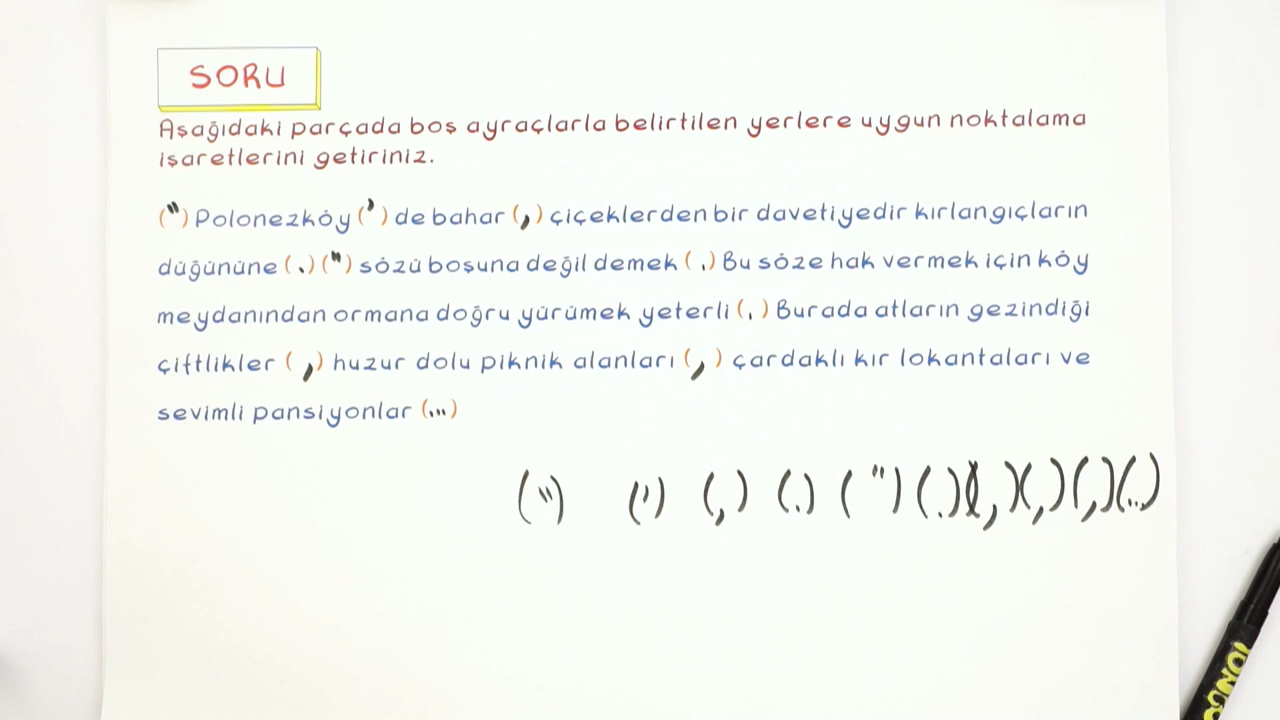 SORU
Aşağıdaki parçada boş ayraçlarla belirtilen yerlere uygun noktalama
işaretlerini getiriniz.
(") Polonezköy (') de bahar (,) çiçeklerden bir davetiyedir kırlangıçların
düğününe (.) (") sözü boşuna değil demek (.) Bu söze hak vermek için köy
meydanından ormana doğru yürümek yeterli (.) Burada atların gezindiği
çiftlikler (,) huzur dolu piknik alanları (,) çardaklı kır lokantaları ve
sevimli pansiyonlar (...)
(") (') (,) (.) (") (.) (,) (,) (,) (...)